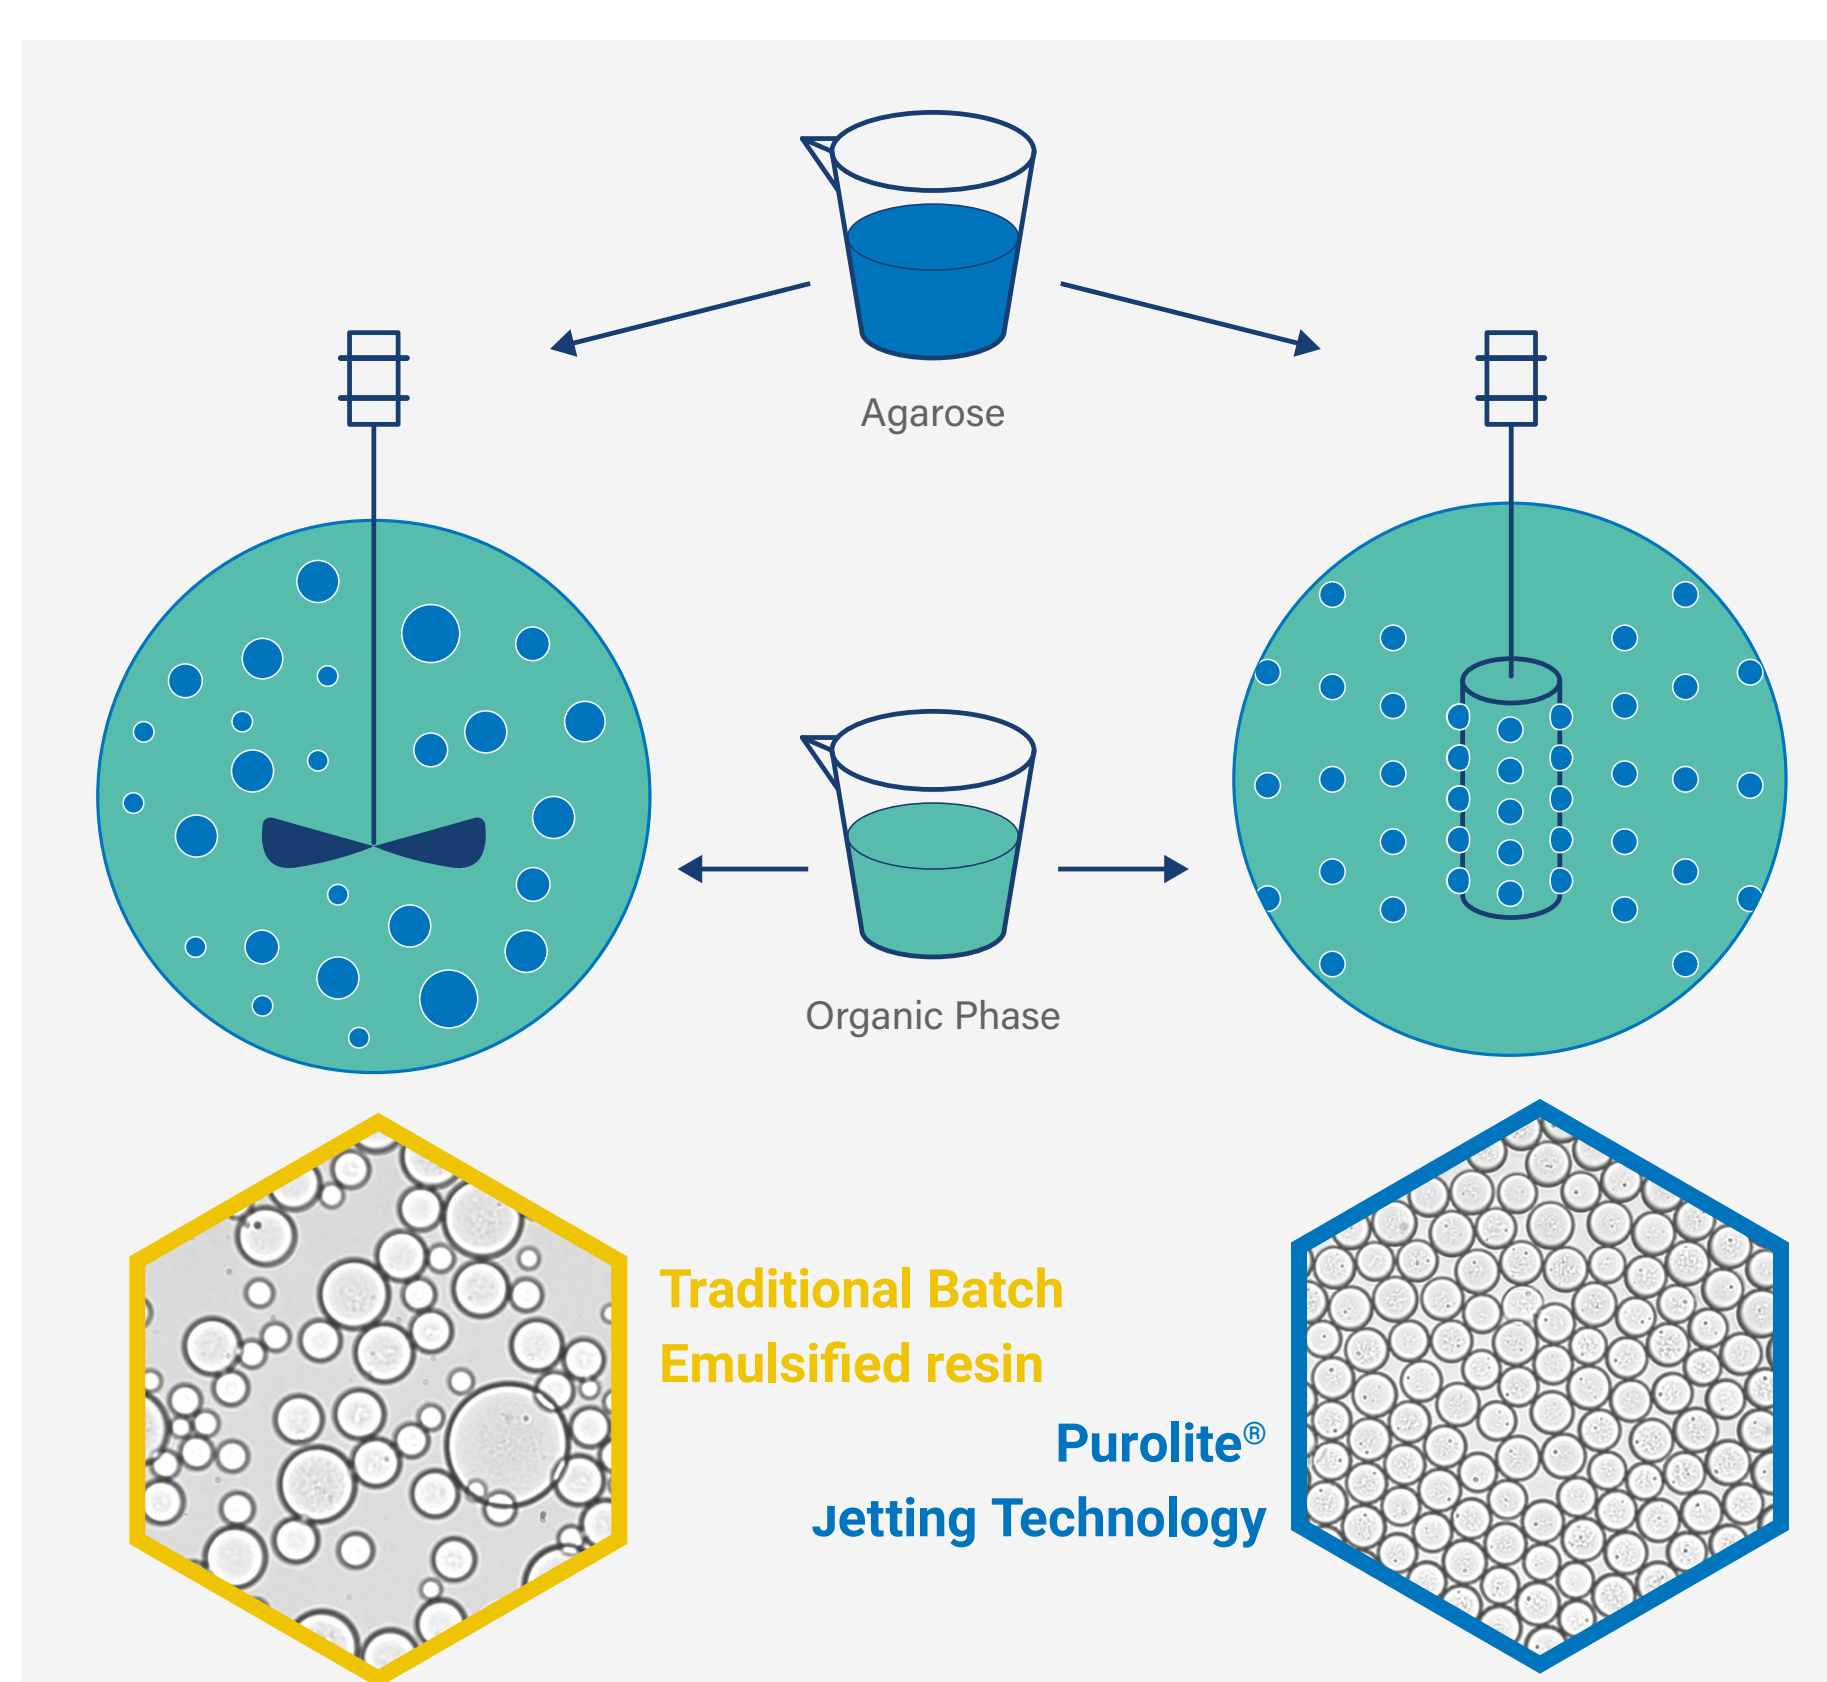 Agarose
Organic Phase
Traditional Batch
Emulsified resin
Purolite®
Jetting Technology